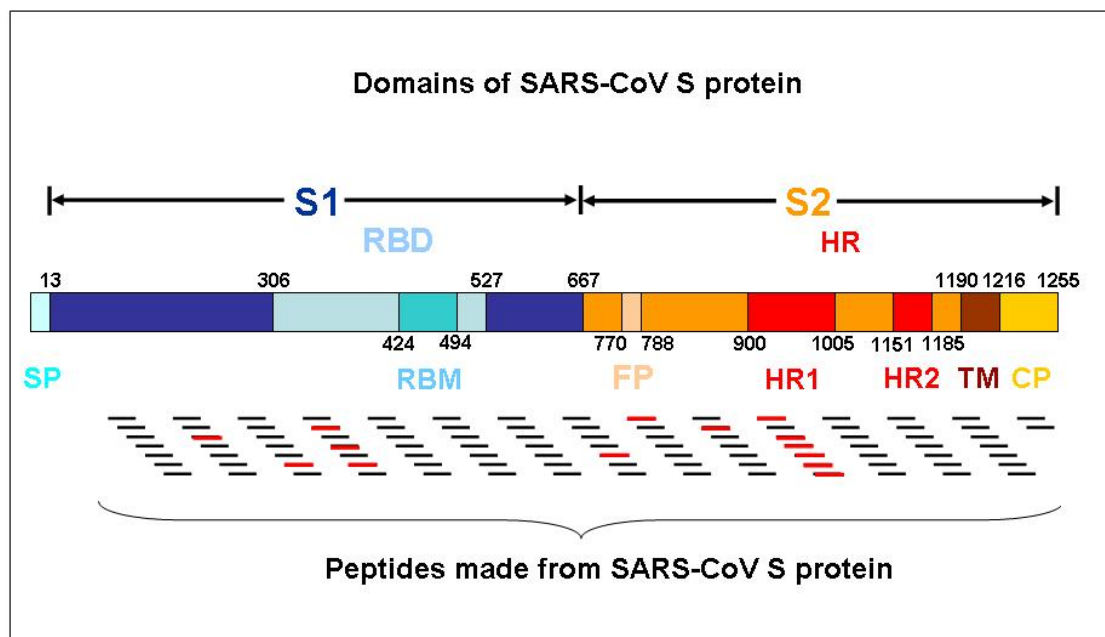 Domains of SARS-CoV S protein
S1 S2
RBD HR
13 306 527 667 1190 1216 1255
424 494 770 788 900 1005 1151 1185
SP RBM FP HR1 HR2 TM CP
Peptides made from SARS-CoV S protein